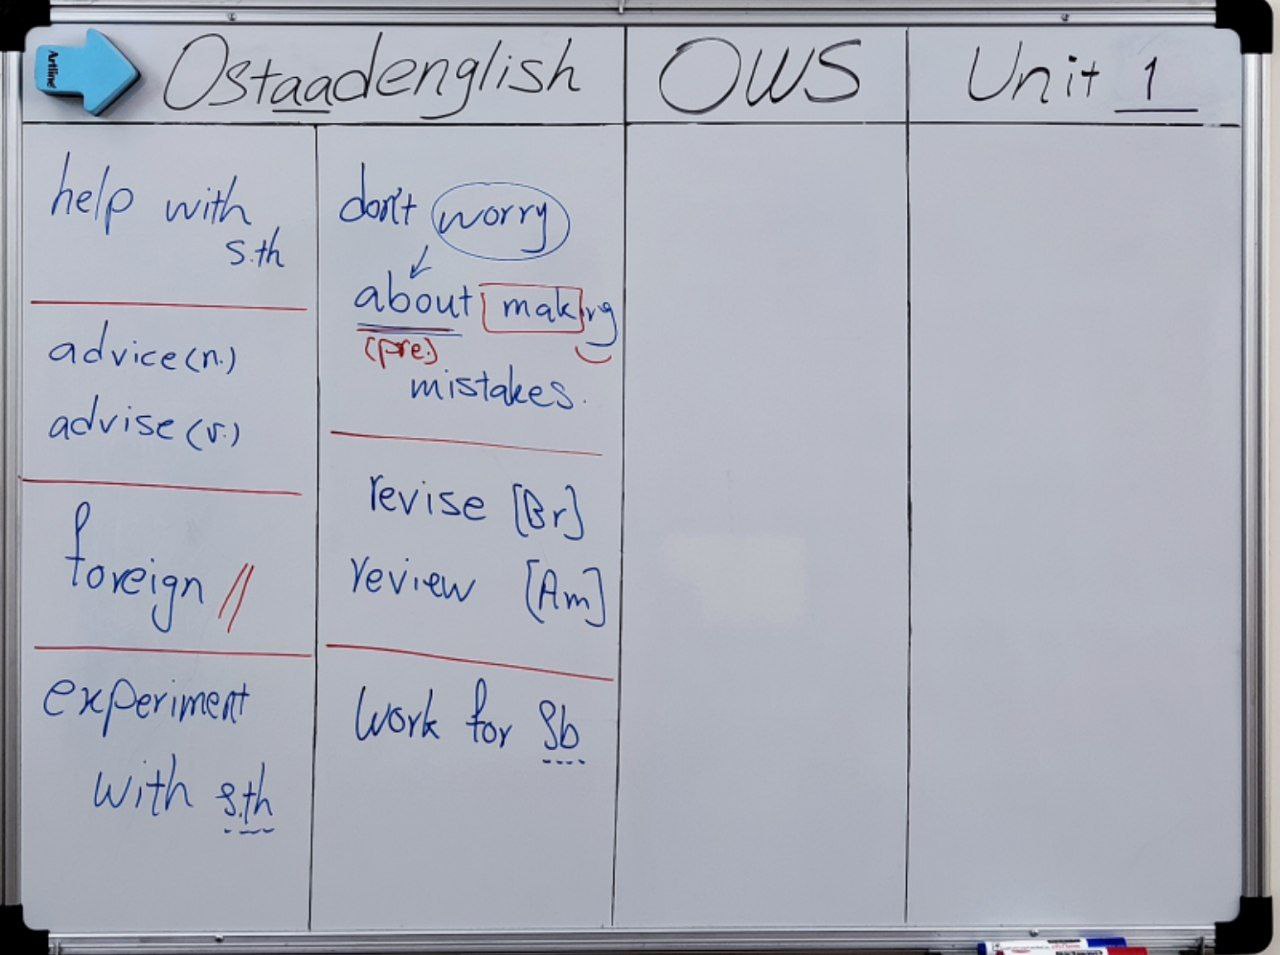 Artline
Ostaadenglish
OWS
Unit 1
help with
s.th
advice (n.)
advise (v.)
foreign //
experiment
with s.th
don't worry
about making
(pre.)
mistakes.
revise [Br]
review [Am]
work for Sb